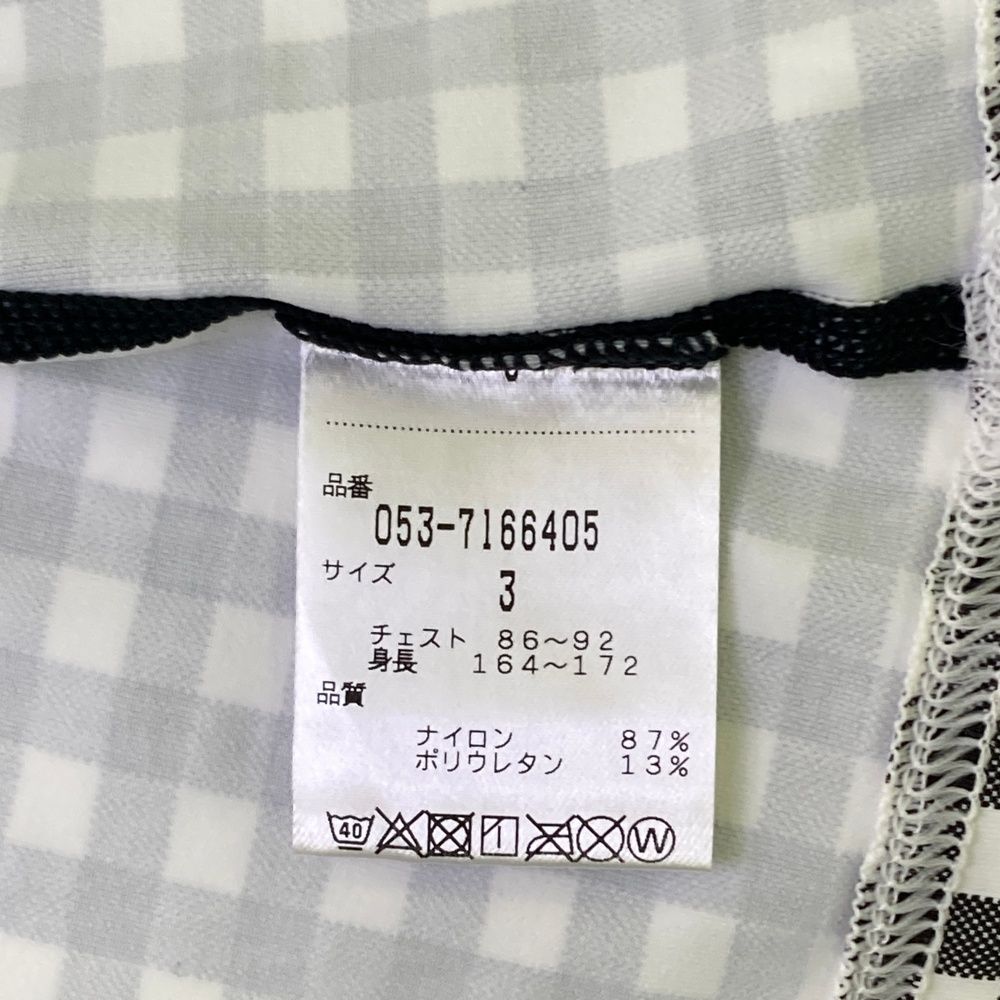 品番
053-7166405
サイズ
3
チェスト 86～92
身長 164～172
品質
ナイロン 87%
ポリウレタン 13%
40 W